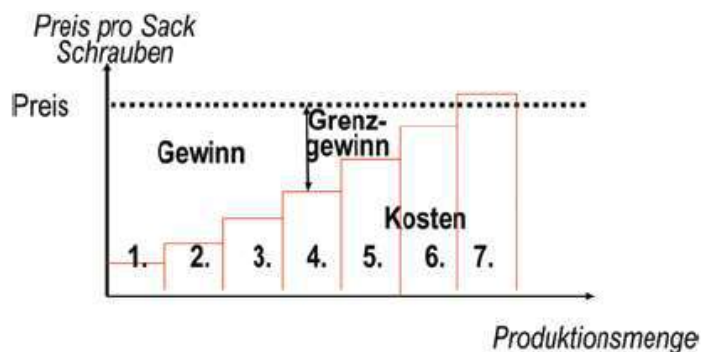 Preis pro Sack
Schrauben
Preis
Grenz-
gewinn
Gewinn
Kosten
1. 2. 3. 4. 5. 6. 7.
Produktionsmenge